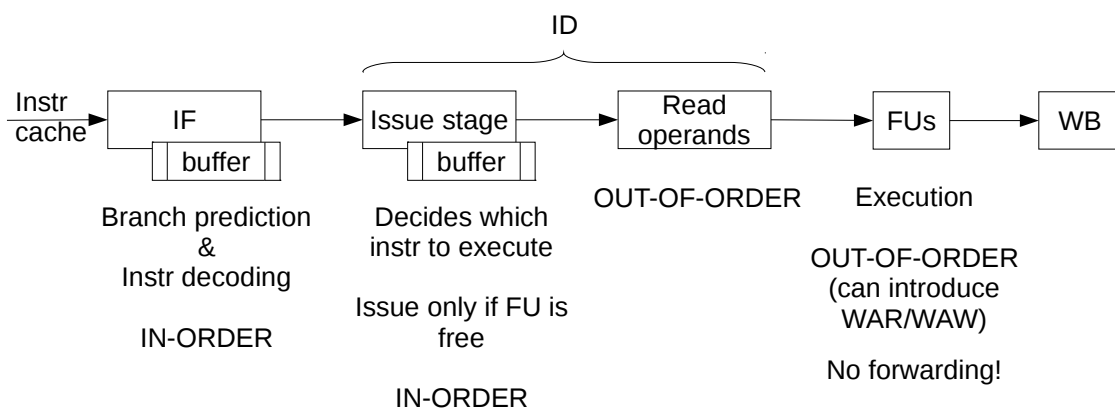 ID
Instr
cache
IF
buffer
Issue stage
buffer
Read
operands
FUs
WB
Branch prediction
&
Instr decoding
IN-ORDER
Decides which
instr to execute
Issue only if FU is
free
IN-ORDER
OUT-OF-ORDER
Execution
OUT-OF-ORDER
(can introduce
WAR/WAW)
No forwarding!